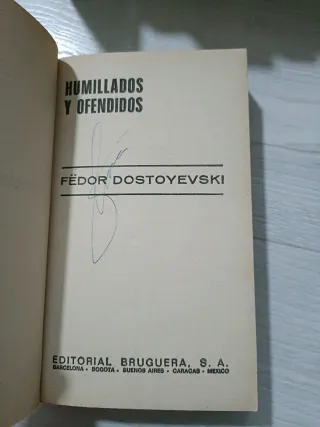 HUMILLADOS
Y OFENDIDOS
FËDOR DOSTOYEVSKI
EDITORIAL BRUGUERA, S. A.
BARCELONA • BOGOTA • BUENOS AIRES • CARACAS • MEXICO